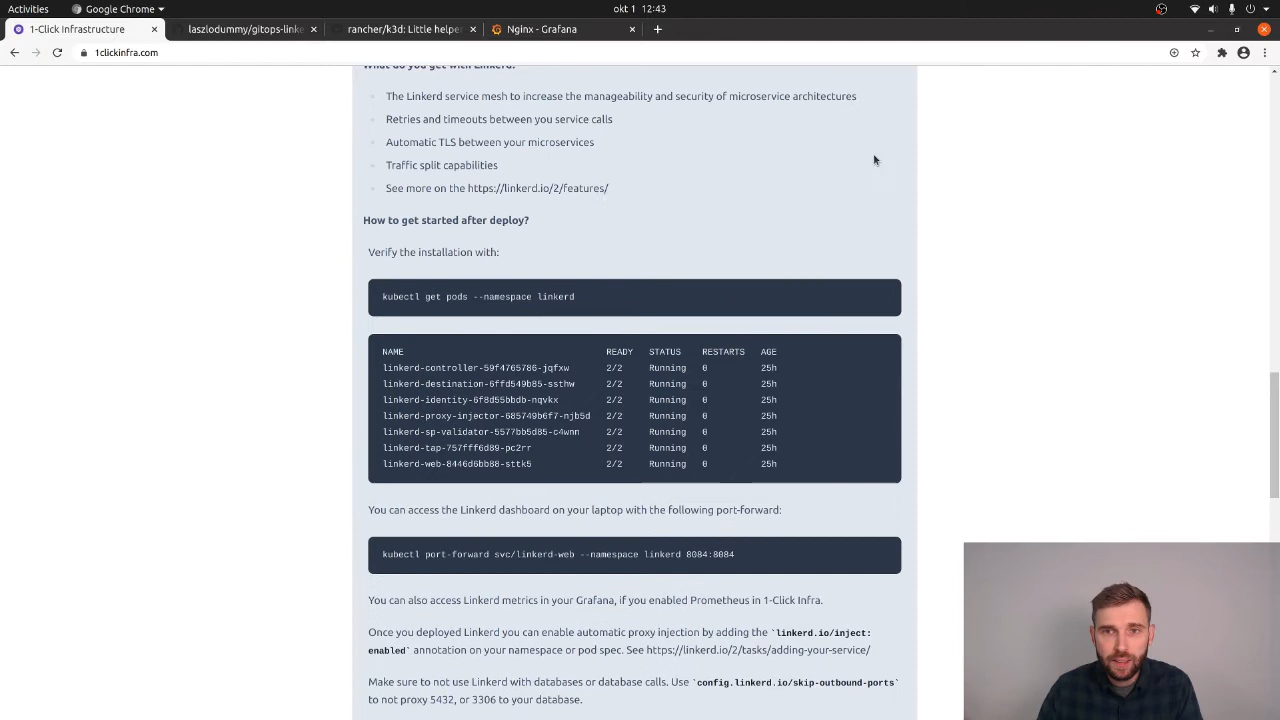 Activities
Google Chrome
okt 1 12:43
1-Click Infrastructure
laszlodummy/gitops-linke
rancher/k3d: Little helpe
Nginx - Grafana
1clickinfra.com
What do you get with Linkerd?
The Linkerd service mesh to increase the manageability and security of microservice architectures
Retries and timeouts between you service calls
Automatic TLS between your microservices
Traffic split capabilities
See more on the https://linkerd.io/2/features/
How to get started after deploy?
Verify the installation with:
kubectl get pods --namespace linkerd
NAME READY STATUS RESTARTS AGE
linkerd-controller-59f4765786-jqfxw 2/2 Running 0 25h
linkerd-destination-6ffd549b85-ssthw 2/2 Running 0 25h
linkerd-identity-6f8d55bbdb-nqvkx 2/2 Running 0 25h
linkerd-proxy-injector-685749b6f7-njb5d 2/2 Running 0 25h
linkerd-sp-validator-5577bb5d85-c4wnn 2/2 Running 0 25h
linkerd-tap-757fff6d89-pc2rr 2/2 Running 0 25h
linkerd-web-8446d6bb88-sttk5 2/2 Running 0 25h
You can access the Linkerd dashboard on your laptop with the following port-forward:
kubectl port-forward svc/linkerd-web --namespace linkerd 8084:8084
You can also access Linkerd metrics in your Grafana, if you enabled Prometheus in 1-Click Infra.
Once you deployed Linkerd you can enable automatic proxy injection by adding the `linkerd.io/inject:
enabled` annotation on your namespace or pod spec. See https://linkerd.io/2/tasks/adding-your-service/
Make sure to not use Linkerd with databases or database calls. Use `config.linkerd.io/skip-outbound-ports`
to not proxy 5432, or 3306 to your database.